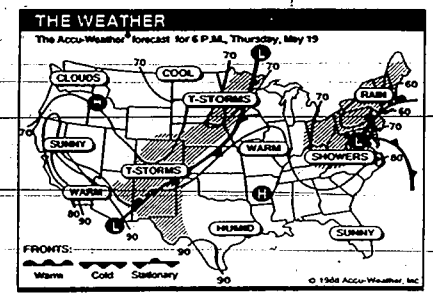 THE WEATHER
The Accu-Weather forecast for 6 P.M., Thursday, May 19
70
L
70
CLOUDS
70
COOL
H
T-STORMS
70
RAIN
60
60
70
SUNNY
70
WARM
L
L
SHOWERS
80
T-STORMS
WARM
H
80
90
L
90
HUMID
SUNNY
90
90
FRONTS:
Warm Cold Stationary
© 1988 Accu-Weather, Inc